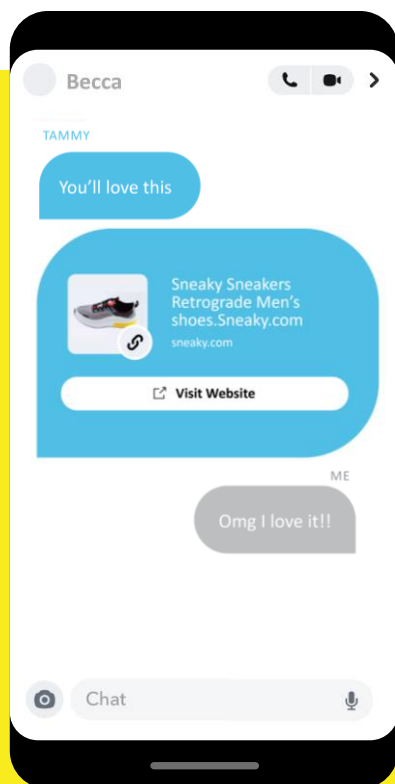 Becca
TAMMY
You’ll love this
Sneaky Sneakers
Retrograde Men’s
shoes.Sneaky.com
sneaky.com
Visit Website
ME
Omg I love it!!
Chat